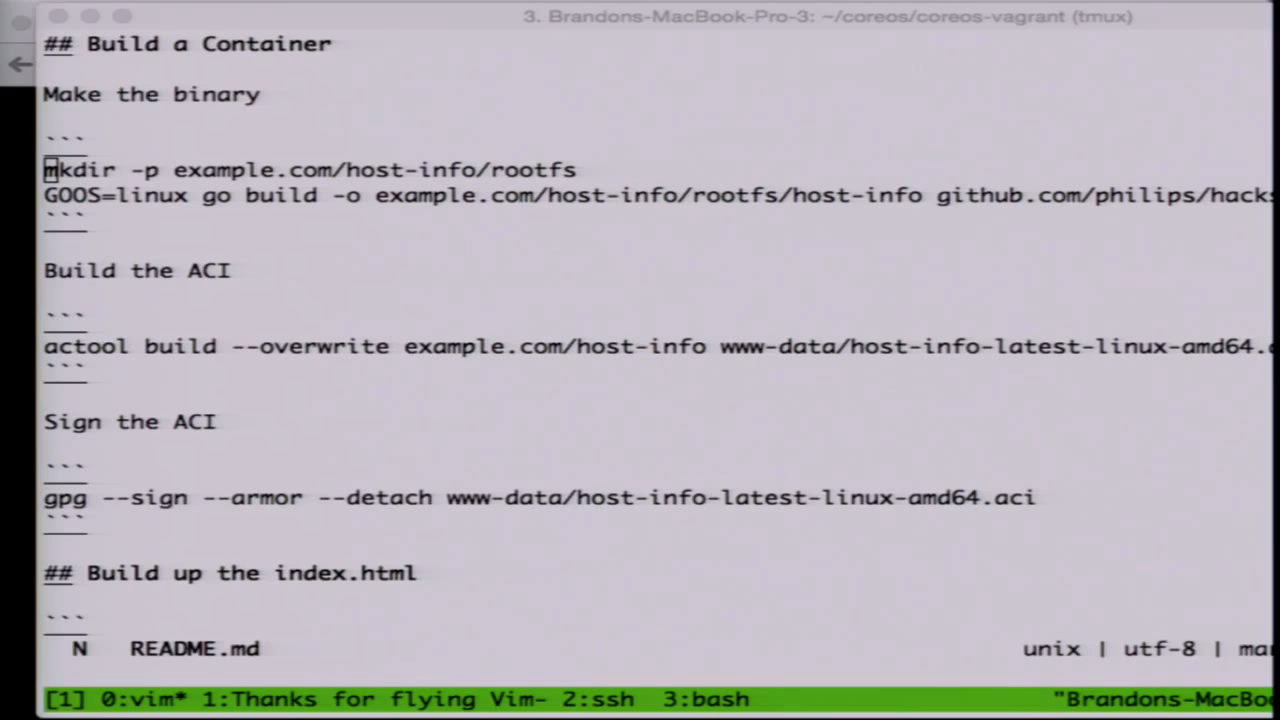 3. Brandons-MacBook-Pro-3: ~/coreos/coreos-vagrant (tmux)
## Build a Container
Make the binary
```
mkdir -p example.com/host-info/rootfs
GOOS=linux go build -o example.com/host-info/rootfs/host-info github.com/philips/hacks
```
Build the ACI
```
actool build --overwrite example.com/host-info www-data/host-info-latest-linux-amd64.
```
Sign the ACI
```
gpg --sign --armor --detach www-data/host-info-latest-linux-amd64.aci
```
## Build up the index.html
```
N README.md unix | utf-8 | mar
[1] 0:vim* 1:Thanks for flying Vim- 2:ssh 3:bash "Brandons-MacBo